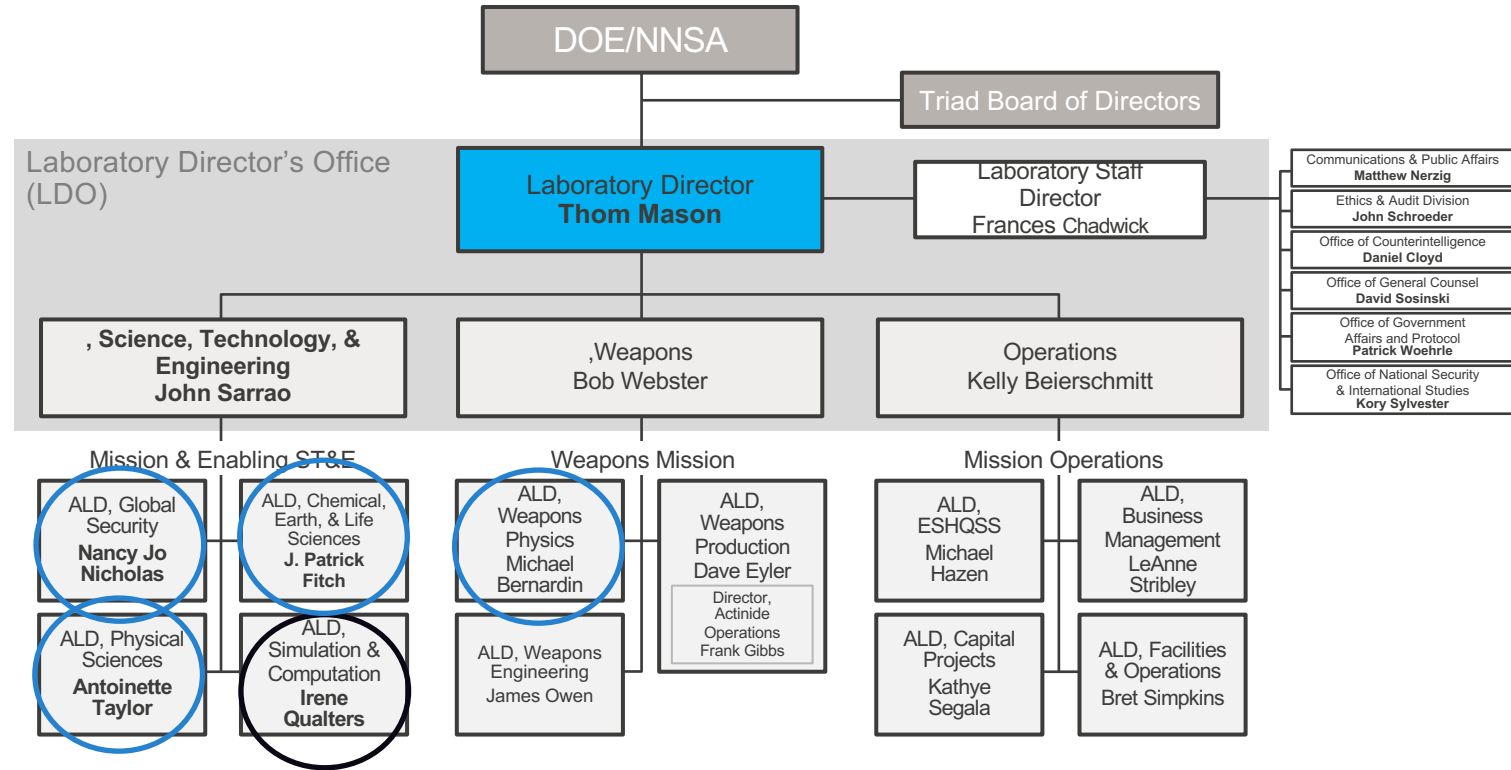 DOE/NNSA
Triad Board of Directors
Laboratory Director's Office
(LDO)
Laboratory Director
Thom Mason
Laboratory Staff
Director
Frances Chadwick
Communications & Public Affairs
Matthew Nerzig
Ethics & Audit Division
John Schroeder
Office of Counterintelligence
Daniel Cloyd
Office of General Counsel
David Sosinski
Office of Government
Affairs and Protocol
Patrick Woehrle
Office of National Security
& International Studies
Kory Sylvester
, Science, Technology, &
Engineering
John Sarrao
,Weapons
Bob Webster
Operations
Kelly Beierschmitt
Mission & Enabling ST&E
ALD, Global
Security
Nancy Jo
Nicholas
ALD, Chemical,
Earth, & Life
Sciences
J. Patrick
Fitch
ALD, Physical
Sciences
Antoinette
Taylor
ALD,
Simulation &
Computation
Irene
Qualters
Weapons Mission
ALD,
Weapons
Physics
Michael
Bernardin
ALD,
Weapons
Production
Dave Eyler
Director,
Actinide
Operations
Frank Gibbs
ALD, Weapons
Engineering
James Owen
Mission Operations
ALD,
ESHQSS
Michael
Hazen
ALD,
Business
Management
LeAnne
Stribley
ALD, Capital
Projects
Kathye
Segala
ALD, Facilities
& Operations
Bret Simpkins